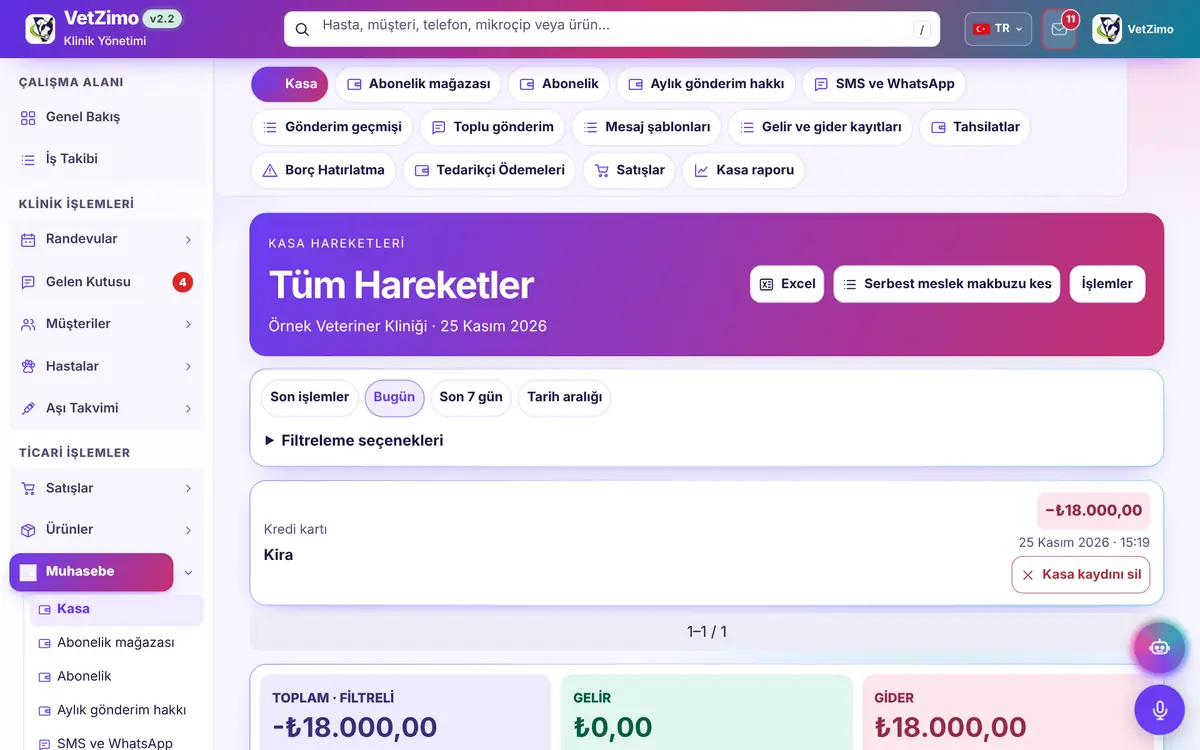 VetZimo v2.2
Klinik Yönetimi
Hasta, müşteri, telefon, mikroçip veya ürün...
/
TR
11
VetZimo
ÇALIŞMA ALANI
Genel Bakış
İş Takibi
KLİNİK İŞLEMLERİ
Randevular
Gelen Kutusu 4
Müşteriler
Hastalar
Aşı Takvimi
TİCARİ İŞLEMLER
Satışlar
Ürünler
Muhasebe
Kasa
Abonelik mağazası
Abonelik
Aylık gönderim hakkı
SMS ve WhatsApp
Kasa Abonelik mağazası Abonelik Aylık gönderim hakkı SMS ve WhatsApp
Gönderim geçmişi Toplu gönderim Mesaj şablonları Gelir ve gider kayıtları Tahsilatlar
Borç Hatırlatma Tedarikçi Ödemeleri Satışlar Kasa raporu
KASA HAREKETLERİ
Tüm Hareketler
Örnek Veteriner Kliniği · 25 Kasım 2026
Excel Serbest meslek makbuzu kes İşlemler
Son işlemler Bugün Son 7 gün Tarih aralığı
Filtreleme seçenekleri
Kredi kartı
Kira
−₺18.000,00
25 Kasım 2026 · 15:19
Kasa kaydını sil
1–1 / 1
TOPLAM · FİLTRELİ
-₺18.000,00
GELİR
₺0,00
GİDER
₺18.000,00